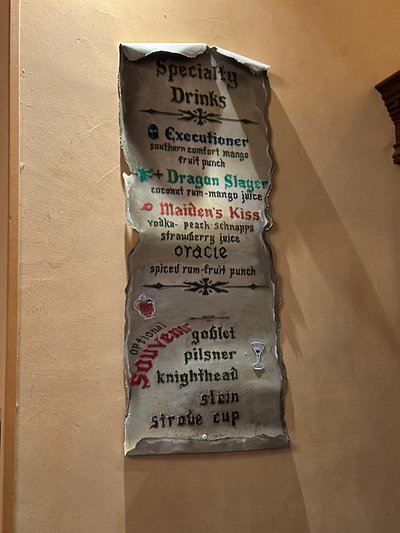 Specialty
Drinks
Executioner
southern comfort mango
fruit punch
Dragon Slayer
coconut rum-mango juice
Maiden's Kiss
vodka- peach schnapps
strawberry juice
oracle
spiced rum-fruit punch
optional
souvenir
goblet
pilsner
knighthead
stein
strobe cup